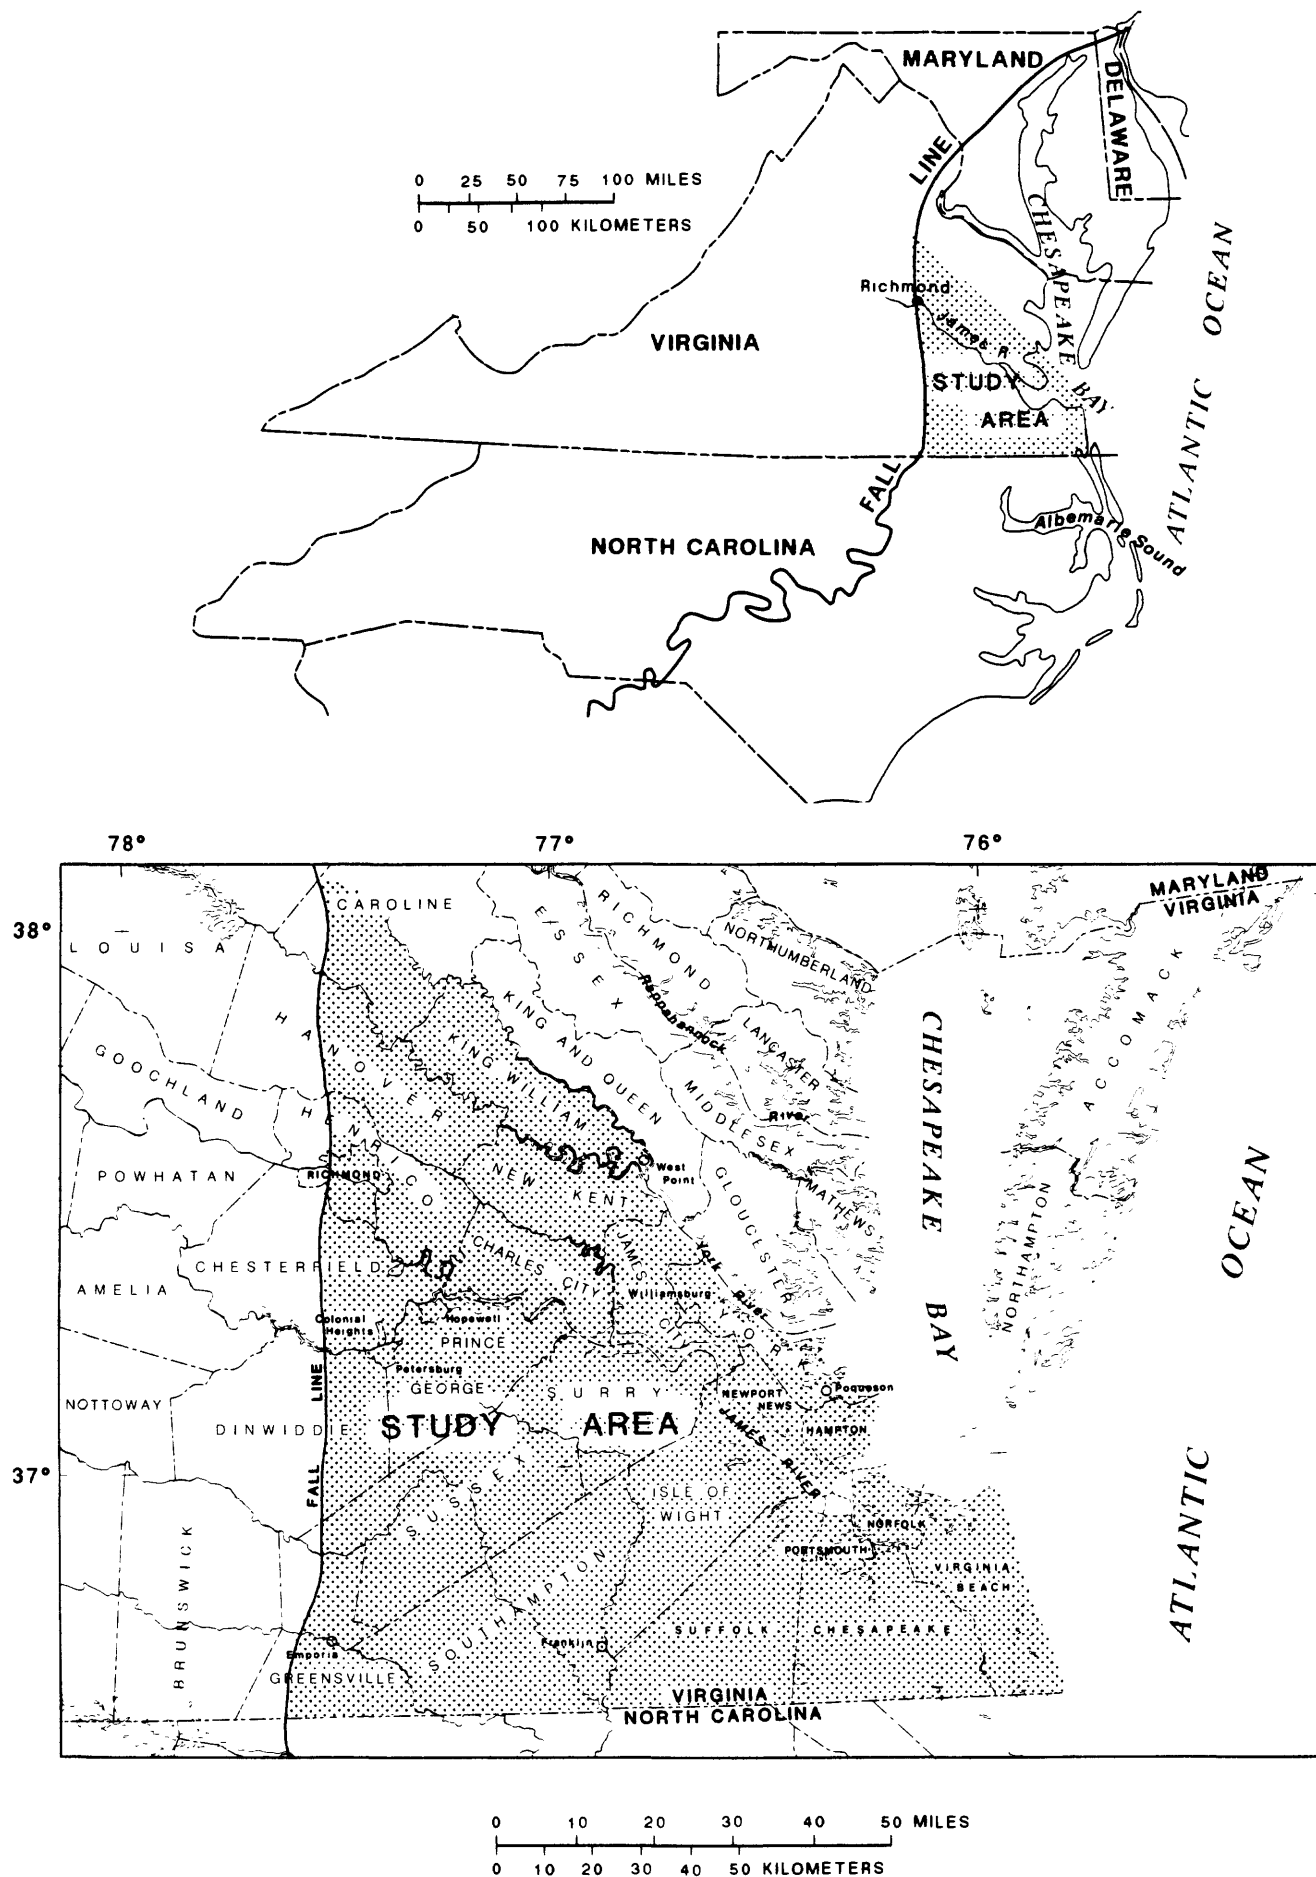 MARYLAND
DELAWARE
LINE
0 25 50 75 100 MILES
0 50 100 KILOMETERS
CHESAPEAKE BAY
ATLANTIC OCEAN
Richmond
James R
VIRGINIA
STUDY
AREA
FALL
NORTH CAROLINA
Albemarle Sound
78° 77° 76°
MARYLAND
VIRGINIA
38°
CAROLINE
LOUISA
ESSEX
RICHMOND
NORTHUMBERLAND
ACCOMACK
Rappahannock
River
HANOVER
KING AND QUEEN
KING WILLIAM
LANCASTER
GOOCHLAND
HENRICO
MIDDLESEX
CHESAPEAKE
BAY
POWHATAN
RICHMOND
NEW KENT
West
Point
GLOUCESTER
MATHEWS
NORTHAMPTON
CHESTERFIELD
CHARLES CITY
JAMES CITY
York River
AMELIA
Williamsburg
YORK
Colonial
Heights
Hopewell
PRINCE
GEORGE
Petersburg
SURRY
NEWPORT
NEWS
Poquoson
NOTTOWAY
DINWIDDIE
STUDY AREA
JAMES RIVER
HAMPTON
FALL LINE
37°
SUSSEX
ISLE OF
WIGHT
NORFOLK
PORTSMOUTH
VIRGINIA
BEACH
BRUNSWICK
SOUTHAMPTON
Franklin
SUFFOLK
CHESAPEAKE
Emporia
GREENSVILLE
VIRGINIA
NORTH CAROLINA
ATLANTIC OCEAN
0 10 20 30 40 50 MILES
0 10 20 30 40 50 KILOMETERS